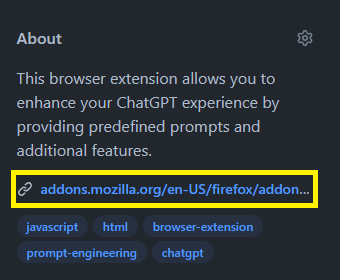 About
This browser extension allows you to
enhance your ChatGPT experience by
providing predefined prompts and
additional features.
addons.mozilla.org/en-US/firefox/addon...
javascript html browser-extension
prompt-engineering chatgpt